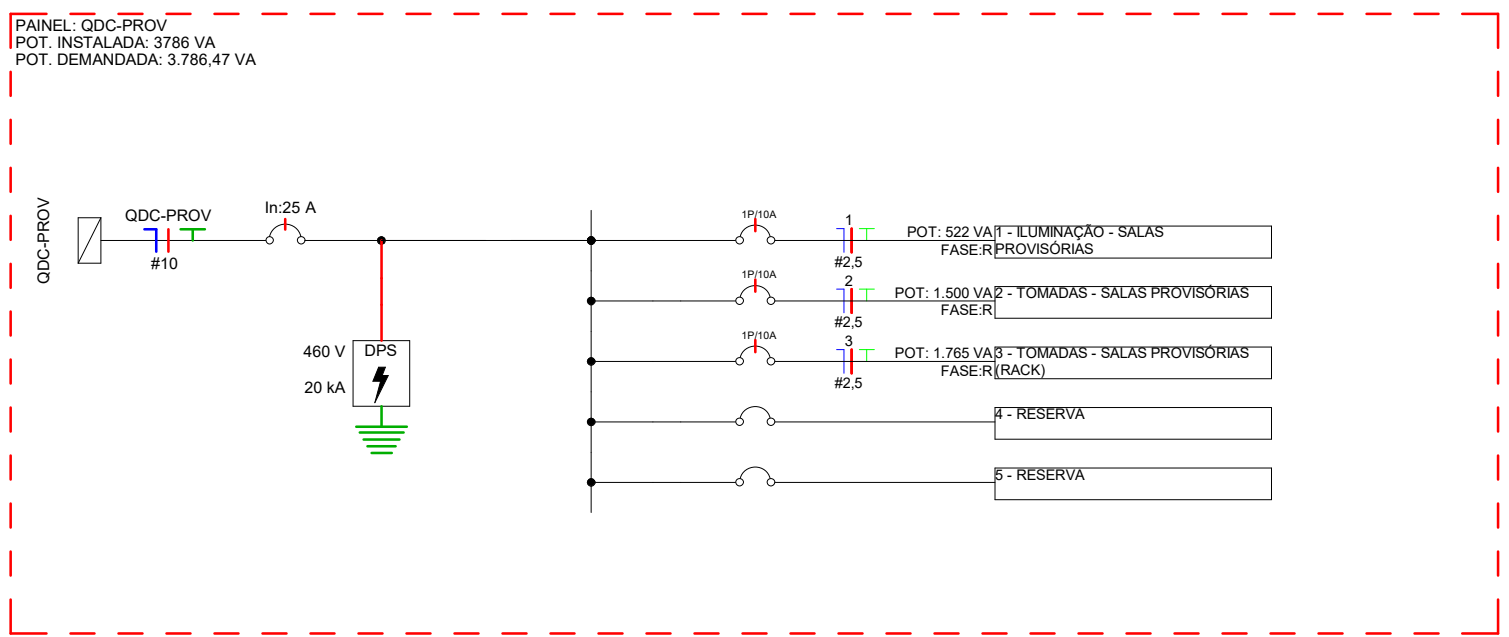 PAINEL: QDC-PROV
POT. INSTALADA: 3786 VA
POT. DEMANDADA: 3.786,47 VA
QDC-PROV
QDC-PROV
#10
In:25 A
460 V
20 kA
DPS
1P/10A
1
#2,5
POT: 522 VA
FASE:R
1 - ILUMINAÇÃO - SALAS
PROVISÓRIAS
1P/10A
2
#2,5
POT: 1.500 VA
FASE:R
2 - TOMADAS - SALAS PROVISÓRIAS
1P/10A
3
#2,5
POT: 1.765 VA
FASE:R
3 - TOMADAS - SALAS PROVISÓRIAS
(RACK)
4 - RESERVA
5 - RESERVA